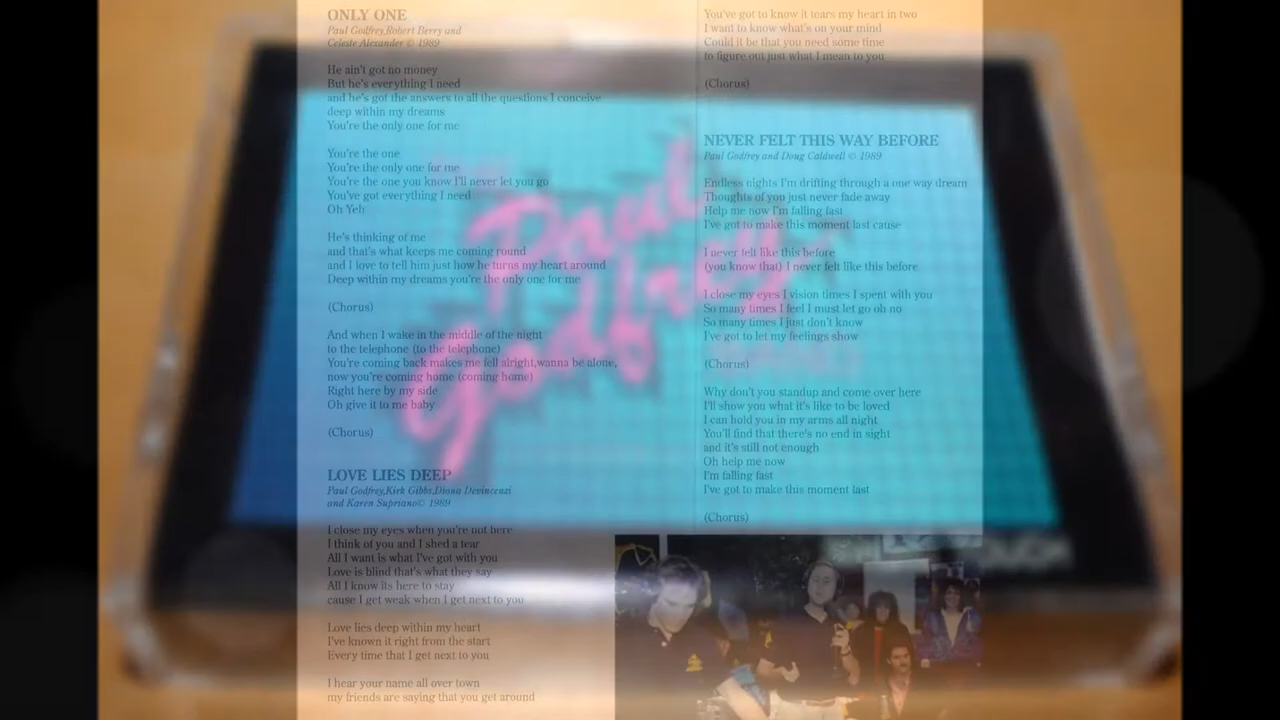 ONLY ONE
Paul Godfrey,Robert Berry and
Celeste Alexander © 1989
He ain't got no money
But he's everything I need
and he's got the answers to all the questions I conceive
deep within my dreams
You're the only one for me
You're the one
You're the only one for me
You're the one you know I'll never let you go
You've got everything I need
Oh Yeh
He's thinking of me
and that's what keeps me coming round
and I love to tell him just how he turns my heart around
Deep within my dreams you're the only one for me
(Chorus)
And when I wake in the middle of the night
to the telephone (to the telephone)
You're coming back makes me fell alright,wanna be alone,
now you're coming home (coming home)
Right here by my side
Oh give it to me baby
(Chorus)
LOVE LIES DEEP
Paul Godfrey,Kirk Gibbs,Diona Devincenzi
and Karen Supriano© 1989
I close my eyes when you're not here
I think of you and I shed a tear
All I want is what I've got with you
Love is blind that's what they say
All I know its here to stay
cause I get weak when I get next to you
Love lies deep within my heart
I've known it right from the start
Every time that I get next to you
I hear your name all over town
my friends are saying that you get around
You've got to know it tears my heart in two
I want to know what's on your mind
Could it be that you need some time
to figure out just what I mean to you
(Chorus)
NEVER FELT THIS WAY BEFORE
Paul Godfrey and Doug Caldwell © 1989
Endless nights I'm drifting through a one way dream
Thoughts of you just never fade away
Help me now I'm falling fast
I've got to make this moment last cause
I never felt like this before
(you know that) I never felt like this before
I close my eyes I vision times I spent with you
So many times I feel I must let go oh no
So many times I just don't know
I've got to let my feelings show
(Chorus)
Why don't you standup and come over here
I'll show you what it's like to be loved
I can hold you in my arms all night
You'll find that there's no end in sight
and it's still not enough
Oh help me now
I'm falling fast
I've got to make this moment last
(Chorus)
Paul
Godfrey